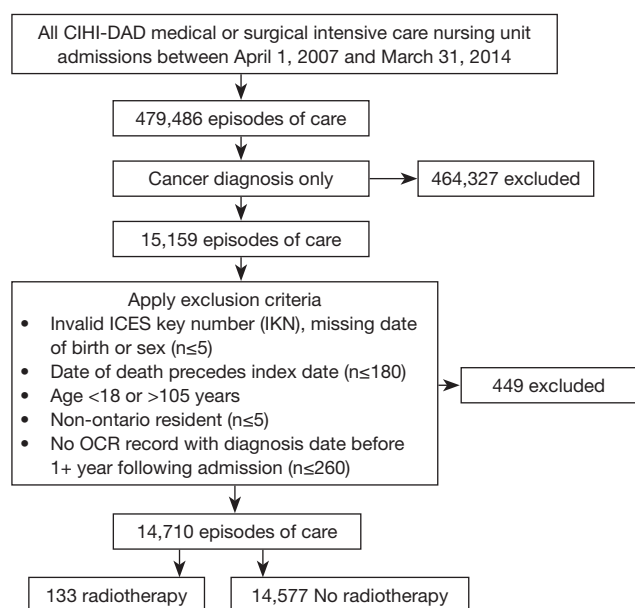 All CIHI-DAD medical or surgical intensive care nursing unit
admissions between April 1, 2007 and March 31, 2014
479,486 episodes of care
Cancer diagnosis only
464,327 excluded
15,159 episodes of care
Apply exclusion criteria
• Invalid ICES key number (IKN), missing date
of birth or sex (n≤5)
• Date of death precedes index date (n≤180)
• Age <18 or >105 years
• Non-ontario resident (n≤5)
• No OCR record with diagnosis date before
1+ year following admission (n≤260)
449 excluded
14,710 episodes of care
133 radiotherapy
14,577 No radiotherapy